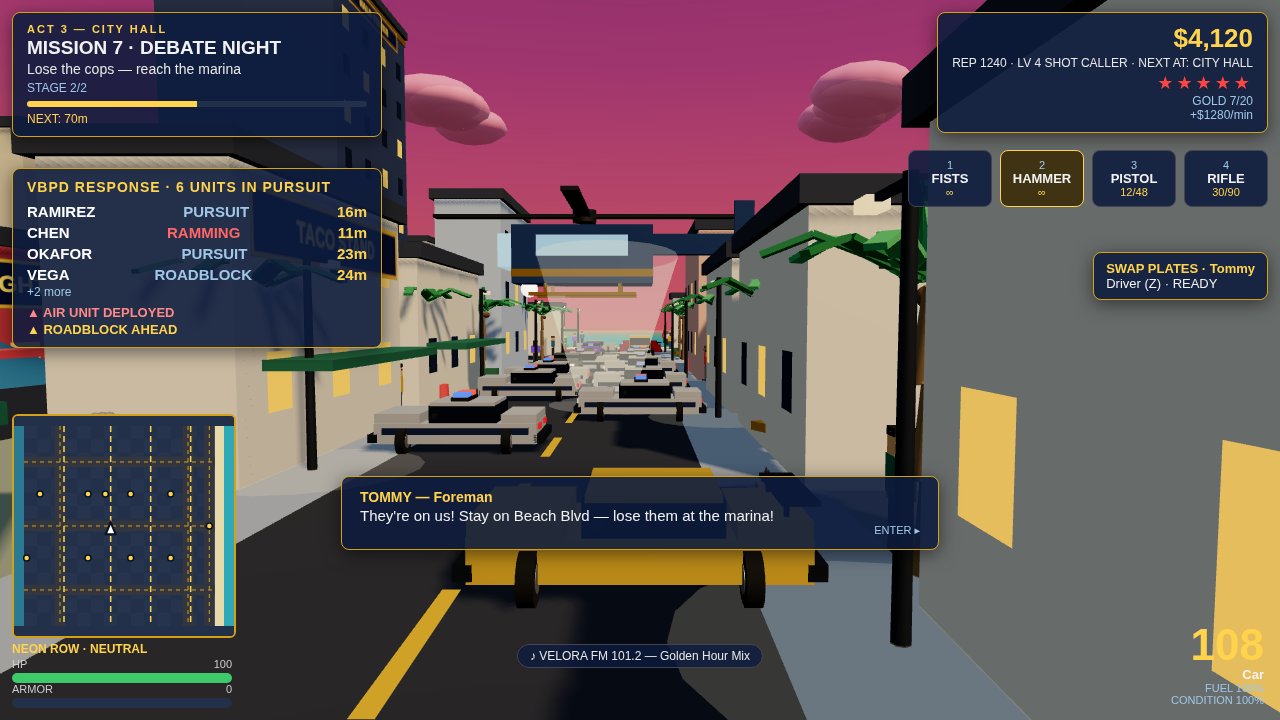 ACT 3 — CITY HALL
MISSION 7 · DEBATE NIGHT
Lose the cops — reach the marina
STAGE 2/2
NEXT: 70m
$4,120
REP 1240 · LV 4 SHOT CALLER · NEXT AT: CITY HALL
★★★★★
GOLD 7/20
+$1280/min
1
FISTS
∞
2
HAMMER
∞
3
PISTOL
12/48
4
RIFLE
30/90
VBPD RESPONSE · 6 UNITS IN PURSUIT
RAMIREZ PURSUIT 16m
CHEN RAMMING 11m
OKAFOR PURSUIT 23m
VEGA ROADBLOCK 24m
+2 more
▲ AIR UNIT DEPLOYED
▲ ROADBLOCK AHEAD
TACO STAND
SWAP PLATES · Tommy
Driver (Z) · READY
TOMMY — Foreman
They're on us! Stay on Beach Blvd — lose them at the marina!
ENTER ▸
NEON ROW · NEUTRAL
HP 100
ARMOR 0
♪ VELORA FM 101.2 — Golden Hour Mix
108
Car
FUEL
CONDITION 100%